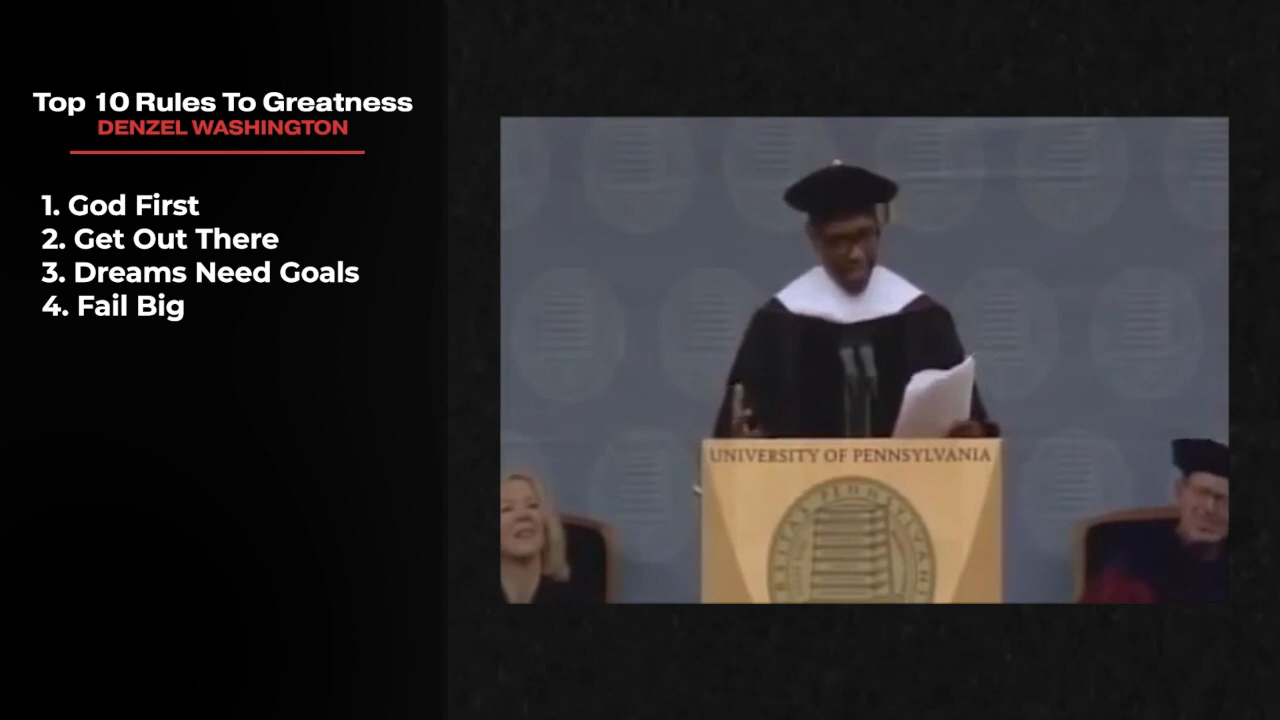 Top 10 Rules To Greatness
DENZEL WASHINGTON
1. God First
2. Get Out There
3. Dreams Need Goals
4. Fail Big
UNIVERSITY OF PENNSYLVANIA